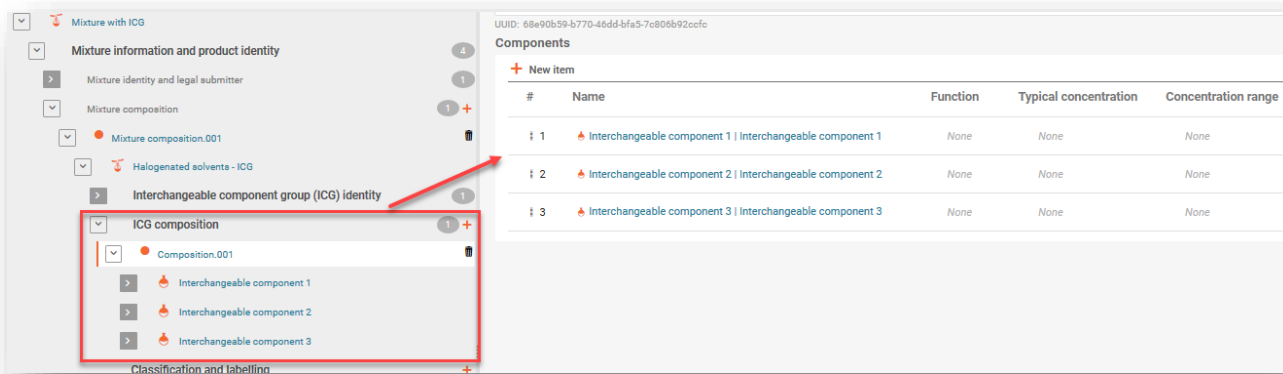 Mixture with ICG
Mixture information and product identity 4
Mixture identity and legal submitter 1
Mixture composition 1 +
Mixture composition.001
Halogenated solvents - ICG
Interchangeable component group (ICG) identity 1
ICG composition 1 +
Composition.001
Interchangeable component 1
Interchangeable component 2
Interchangeable component 3
Classification and labelling +
UUID: 68e90b59-b770-46dd-bfa5-7c806b92ccfc
Components
+ New item
# Name Function Typical concentration Concentration range
1 Interchangeable component 1 | Interchangeable component 1 None None None
2 Interchangeable component 2 | Interchangeable component 2 None None None
3 Interchangeable component 3 | Interchangeable component 3 None None None